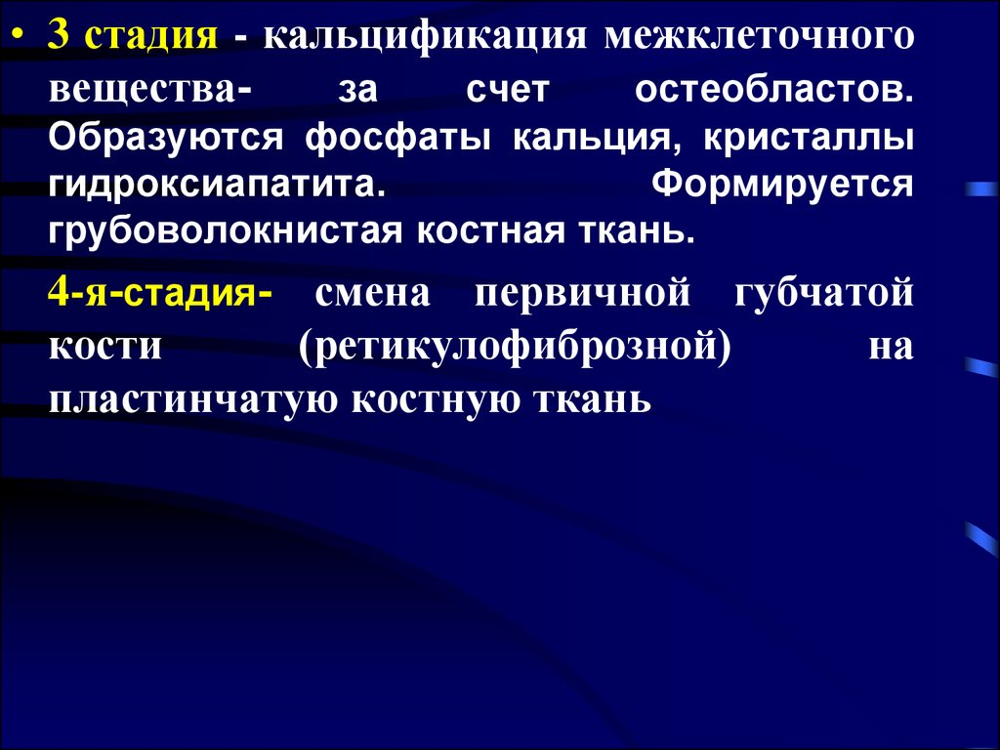 • 3 стадия - кальцификация межклеточного
вещества- за счет остеобластов.
Образуются фосфаты кальция, кристаллы
гидроксиапатита. Формируется
грубоволокнистая костная ткань.
4-я-стадия- смена первичной губчатой
кости (ретикулофиброзной) на
пластинчатую костную ткань